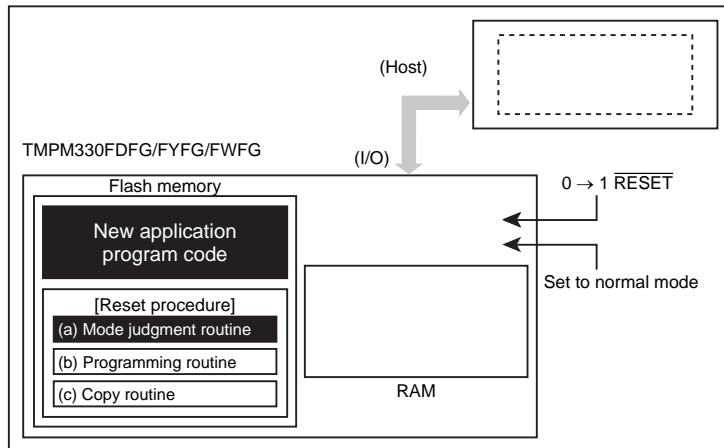 (Host)
TMPM330FDFG/FYFG/FWFG
(I/O)
0 → 1 RESET
Flash memory
New application
program code
Set to normal mode
[Reset procedure]
(a) Mode judgment routine
(b) Programming routine
(c) Copy routine
RAM